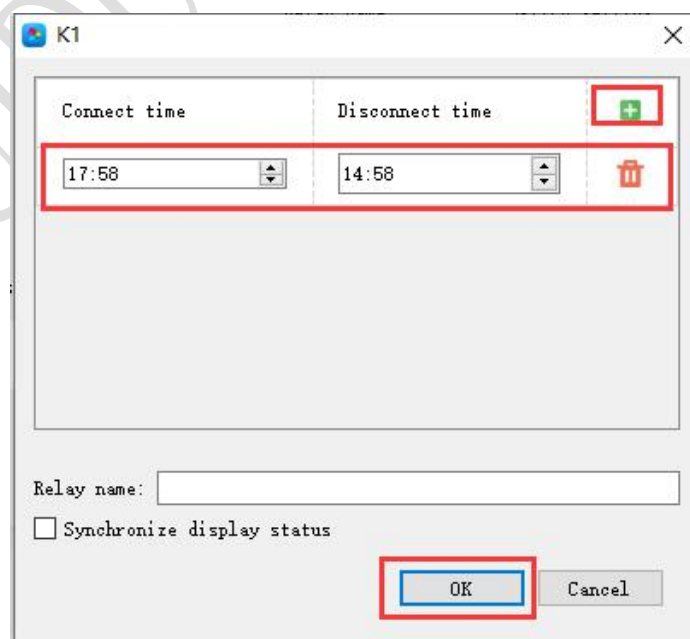 K1
Connect time Disconnect time
17:58 14:58
Relay name:
Synchronize display status
OK Cancel